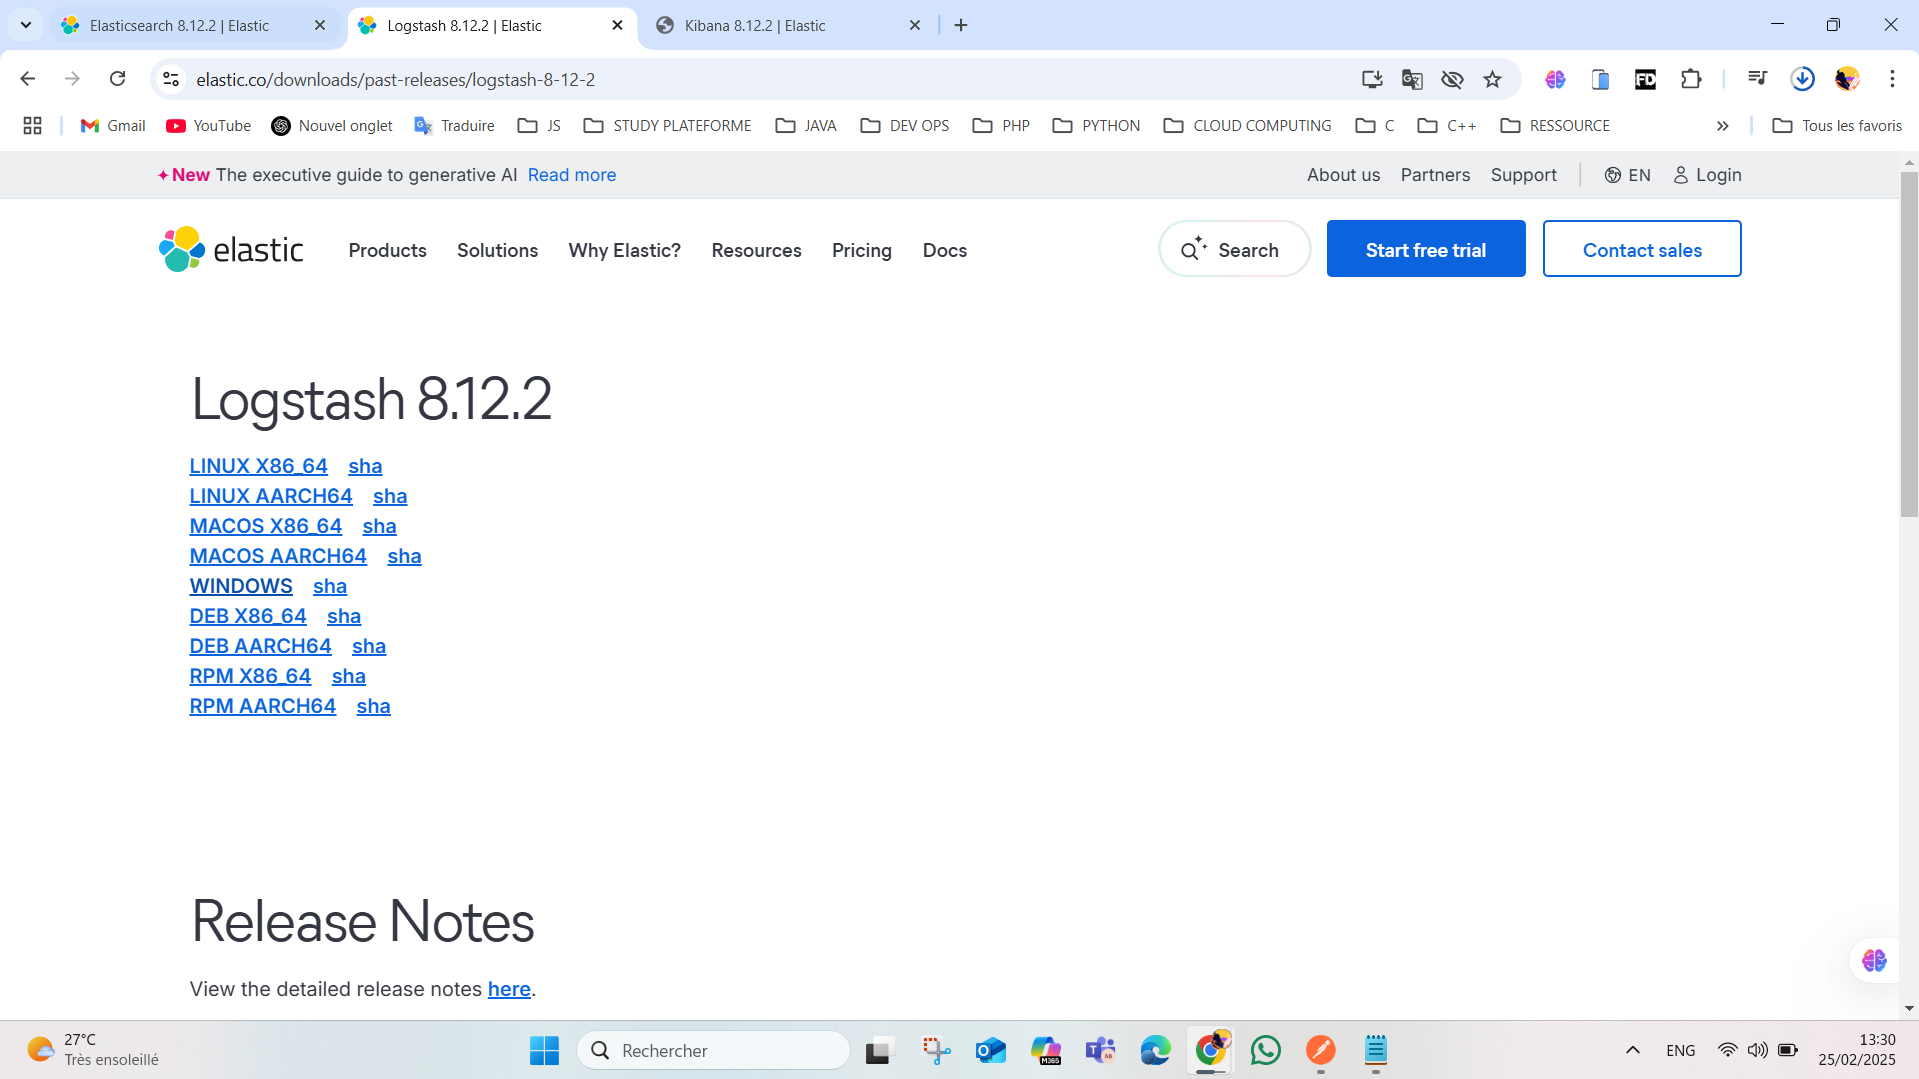 Elasticsearch 8.12.2 | Elastic
Logstash 8.12.2 | Elastic
Kibana 8.12.2 | Elastic
elastic.co/downloads/past-releases/logstash-8-12-2
FD
Gmail
YouTube
Nouvel onglet
Traduire
JS
STUDY PLATEFORME
JAVA
DEV OPS
PHP
PYTHON
CLOUD COMPUTING
C
C++
RESSOURCE
Tous les favoris
New The executive guide to generative AI Read more
About us
Partners
Support
EN
Login
elastic
Products
Solutions
Why Elastic?
Resources
Pricing
Docs
Search
Start free trial
Contact sales
Logstash 8.12.2
LINUX X86_64 sha
LINUX AARCH64 sha
MACOS X86_64 sha
MACOS AARCH64 sha
WINDOWS sha
DEB X86_64 sha
DEB AARCH64 sha
RPM X86_64 sha
RPM AARCH64 sha
Release Notes
View the detailed release notes here.
27°C
Très ensoleillé
Rechercher
M365
AB
ENG
13:30
25/02/2025